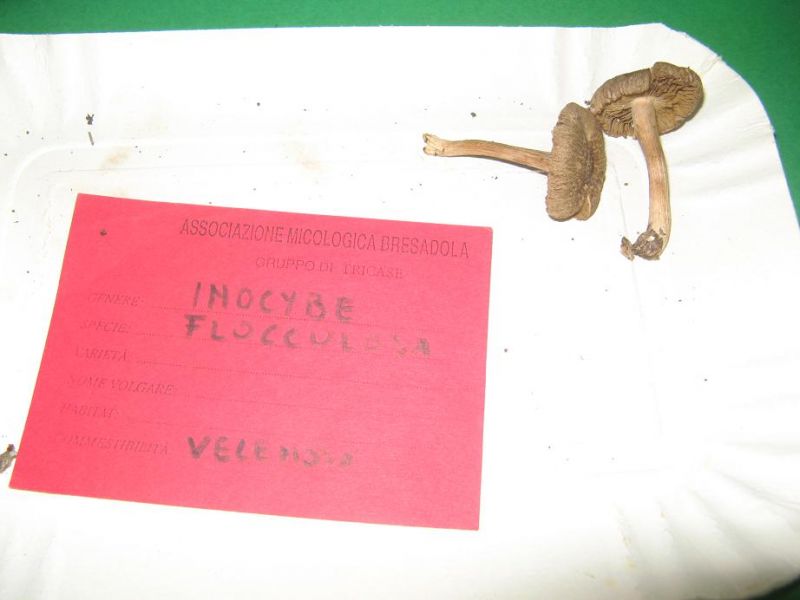 ASSOCIAZIONE MICOLOGICA BRESADOLA
GRUPPO DI TRICASE
GENERE: INOCYBE
SPECIE: FLOCCULOSA
VARIETÀ:
NOME VOLGARE:
HABITAT:
COMMESTIBILITÀ: VELENOSA